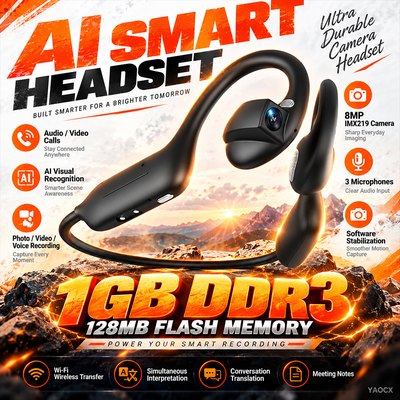 AI SMART
HEADSET
BUILT SMARTER FOR A BRIGHTER TOMORROW
Ultra
Durable
Camera
Headset
Audio / Video
Calls
Stay Connected
Anywhere
AI
AI Visual
Recognition
Smarter Scene
Awareness
Photo / Video /
Voice Recording
Capture Every
Moment
8MP
IMX219 Camera
Sharp Everyday
Imaging
3 Microphones
Clear Audio Input
Software
Stabilization
Smoother Motion
Capture
1GB DDR3
128MB FLASH MEMORY
POWER YOUR SMART RECORDING
Wi-Fi
Wireless Transfer
Simultaneous
Interpretation
Conversation
Translation
Meeting Notes
YAOCX